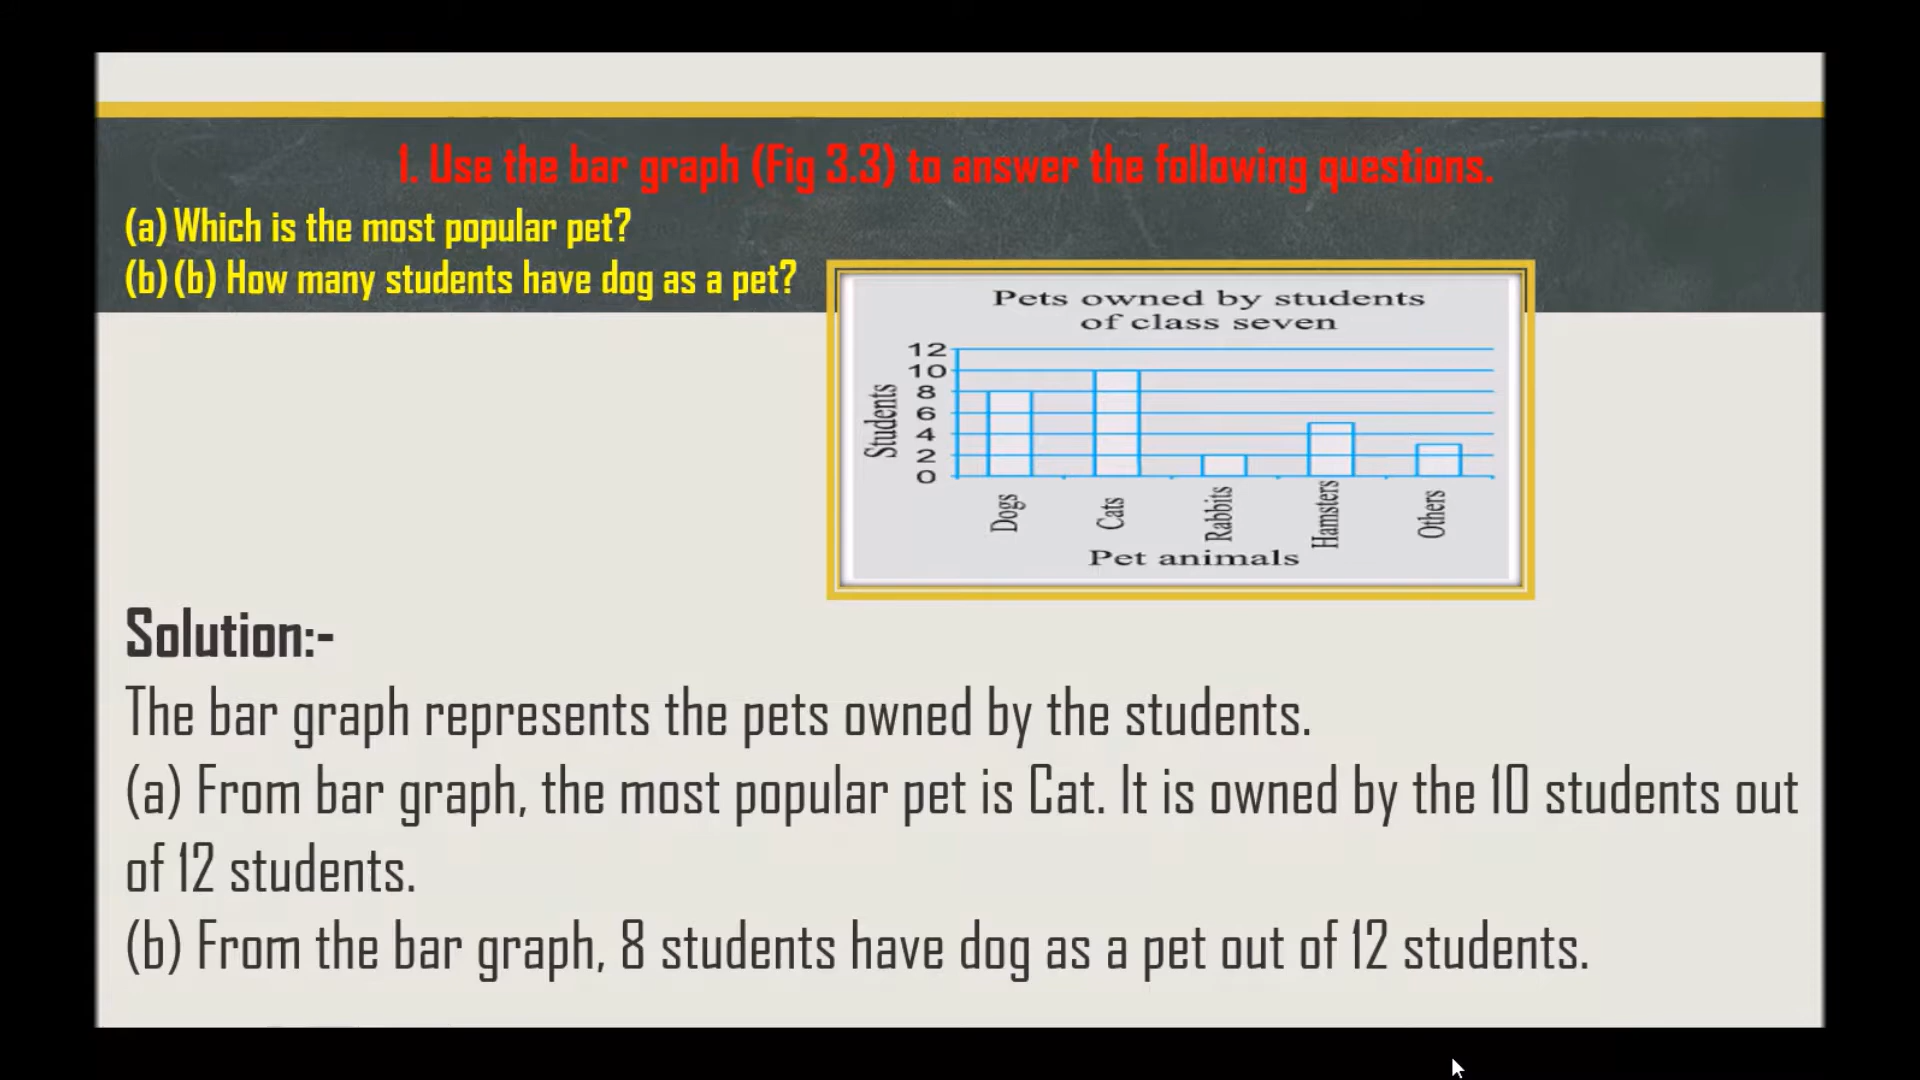 1. Use the bar graph (Fig 3.3) to answer the following questions.
(a) Which is the most popular pet?
(b) (b) How many students have dog as a pet?
Pets owned by students
of class seven
12
10
8
6
4
2
0
Students
Dogs
Cats
Rabbits
Hamsters
Others
Pet animals
Solution:-
The bar graph represents the pets owned by the students.
(a) From bar graph, the most popular pet is Cat. It is owned by the 10 students out
of 12 students.
(b) From the bar graph, 8 students have dog as a pet out of 12 students.